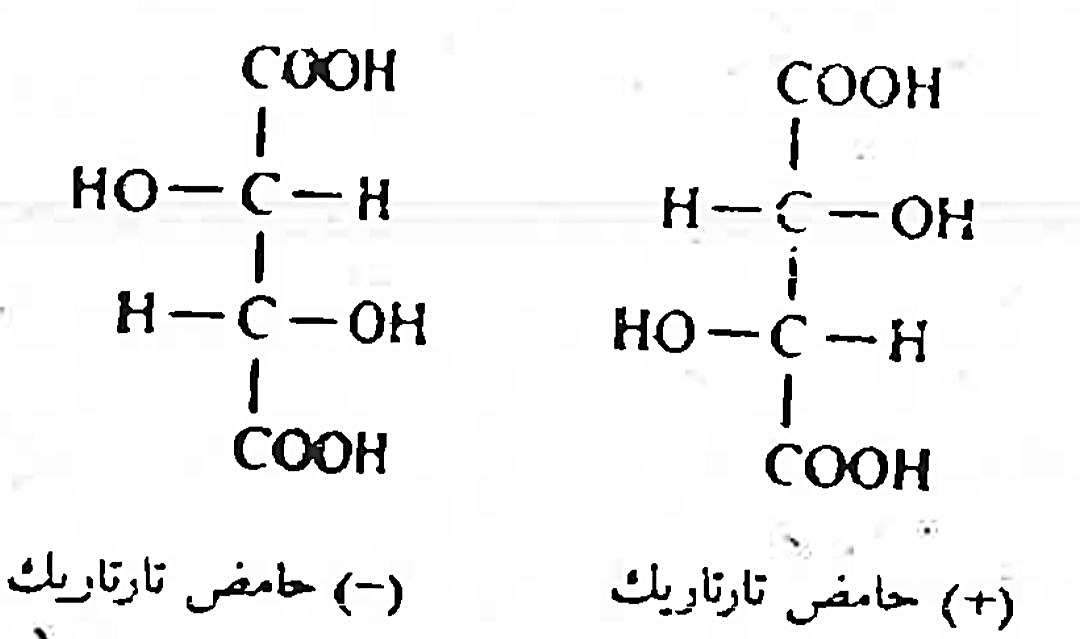 COOH COOH
HO — C — H H — C — OH
H — C — OH HO — C — H
COOH COOH
(−) حامض تارتاريك (+) حامض تارتاريك